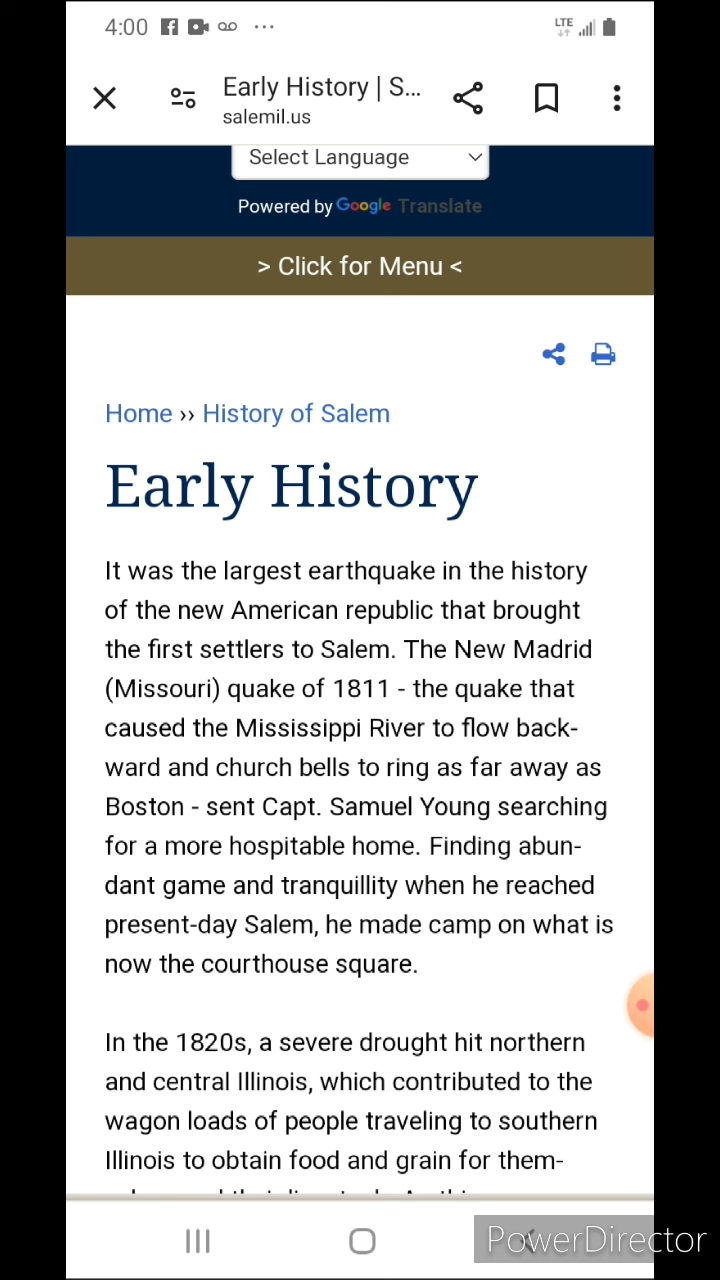 4:00
LTE
Early History | S...
salemil.us
Select Language
Powered by Google Translate
> Click for Menu <
Home ›› History of Salem
Early History
It was the largest earthquake in the history
of the new American republic that brought
the first settlers to Salem. The New Madrid
(Missouri) quake of 1811 - the quake that
caused the Mississippi River to flow back-
ward and church bells to ring as far away as
Boston - sent Capt. Samuel Young searching
for a more hospitable home. Finding abun-
dant game and tranquillity when he reached
present-day Salem, he made camp on what is
now the courthouse square.
In the 1820s, a severe drought hit northern
and central Illinois, which contributed to the
wagon loads of people traveling to southern
Illinois to obtain food and grain for them-
PowerDirector